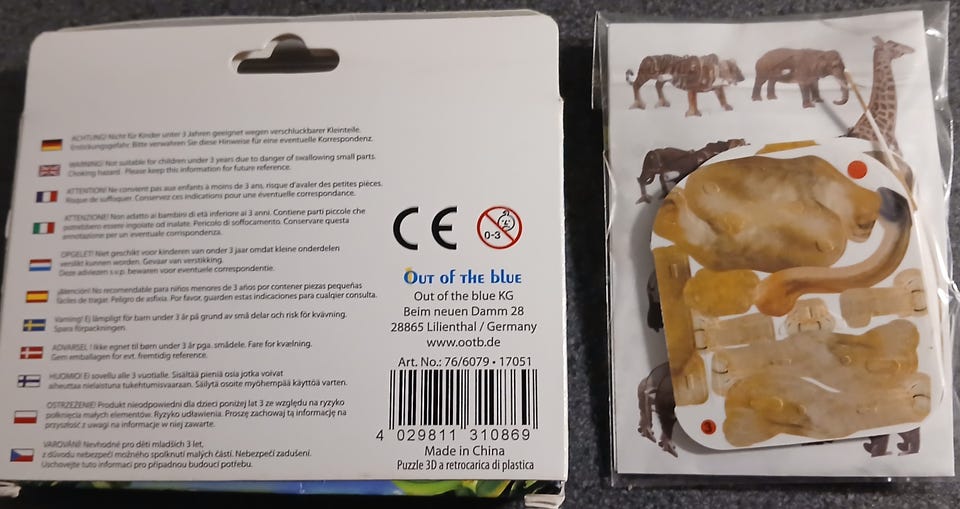 ACHTUNG! Nicht für Kinder unter 3 Jahren geeignet wegen verschluckbarer Kleinteile.
Erstickungsgefahr. Bitte verwahren Sie diese Hinweise für eine eventuelle Korrespondenz.
WARNING! Not suitable for children under 3 years due to danger of swallowing small parts.
Choking hazard. Please keep this information for future reference.
ATTENTION! Ne convient pas aux enfants à moins de 3 ans, risque d'avaler des petites pièces.
Risque de suffoquer. Conservez ces indications pour une éventuelle correspondance.
ATTENZIONE! Non adatto ai bambini di età inferiore ai 3 anni. Contiene parti piccole che
potrebbero essere ingoiate od inalate. Pericolo di soffocamento. Conservare questa
annotazione per un eventuale corrispondenza.
OPGELET! Niet geschikt voor kinderen van onder 3 jaar omdat kleine onderdelen
verslikt kunnen worden. Gevaar van verstikking.
Deze adviezen s.v.p. bewaren voor eventuele correspondentie.
¡Atención! No recomendable para niños menores de 3 años por contener piezas pequeñas
fáciles de tragar. Peligro de asfixia. Por favor, guarden estas indicaciones para cualquier consulta.
Varning! Ej lämpligt för barn under 3 år på grund av små delar och risk för kvävning.
Spara förpackningen.
ADVARSEL ! Ikke egnet til børn under 3 år pga. smådele. Fare for kvælning.
Gem emballagen for evt. fremtidig reference.
HUOMIO! Ei sovellu alle 3 vuotialle. Sisältää pieniä osia jotka voivat
aiheuttaa nielaistuna tukehtumisvaaraan. Säilytä osoite myöhempää käyttöä varten.
OSTRZEŻENIE! Produkt nieodpowiedni dla dzieci poniżej lat 3 ze względu na ryzyko
połknięcia małych elementów. Ryzyko udławienia. Proszę zachowaj tą informację na
przyszłość z uwagi na informacje w niej zawarte.
VAROVÁNÍ! Nevhodné pro děti mladších 3 let,
z důvodu nebezpečí možného spolknutí malých částí. Nebezpečí zadušení.
Uschovejte tuto informaci pro případnou budoucí potřebu.
CE
0-3
Out of the blue
Out of the blue KG
Beim neuen Damm 28
28865 Lilienthal / Germany
www.ootb.de
Art. No.: 76/6079 • 17051
4 029811 310869
Made in China
Puzzle 3D a retrocarica di plastica
3